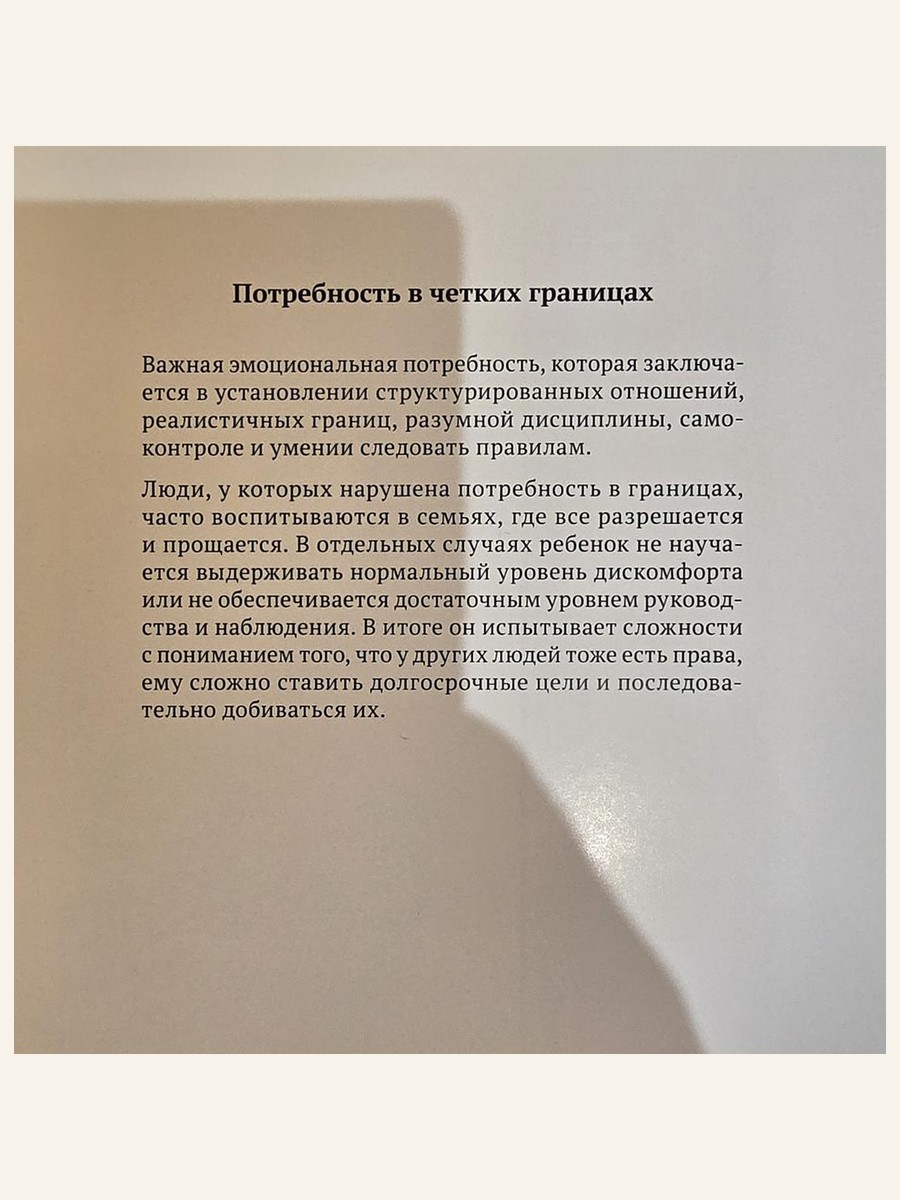 Потребность в четких границах
Важная эмоциональная потребность, которая заключа-
ется в установлении структурированных отношений,
реалистичных границ, разумной дисциплины, само-
контроле и умении следовать правилам.
Люди, у которых нарушена потребность в границах,
часто воспитываются в семьях, где все разрешается
и прощается. В отдельных случаях ребенок не науча-
ется выдерживать нормальный уровень дискомфорта
или не обеспечивается достаточным уровнем руковод-
ства и наблюдения. В итоге он испытывает сложности
с пониманием того, что у других людей тоже есть права,
ему сложно ставить долгосрочные цели и последова-
тельно добиваться их.